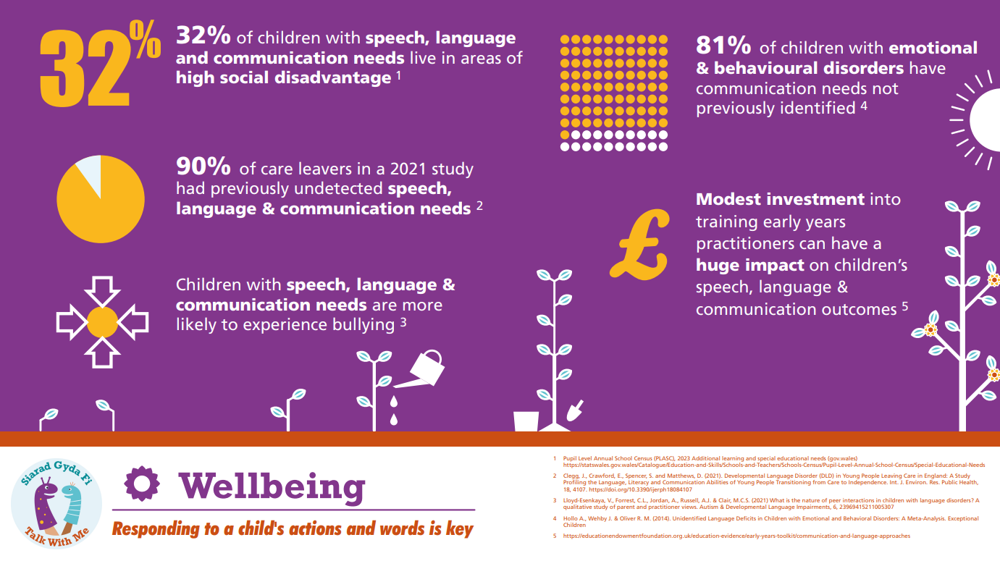 32%
32% of children with speech, language
and communication needs live in areas of
high social disadvantage 1
90% of care leavers in a 2021 study
had previously undetected speech,
language & communication needs 2
Children with speech, language &
communication needs are more
likely to experience bullying 3
81% of children with emotional
& behavioural disorders have
communication needs not
previously identified 4
£
Modest investment into
training early years
practitioners can have a
huge impact on children's
speech, language &
communication outcomes 5
Siarad Gyda Fi
Talk With Me
Wellbeing
Responding to a child's actions and words is key
1 Pupil Level Annual School Census (PLASC), 2023 Additional learning and special educational needs (gov.wales)
https://statswales.gov.wales/Catalogue/Education-and-Skills/Schools-and-Teachers/Schools-Census/Pupil-Level-Annual-School-Census/Special-Educational-Needs
2 Clegg, J., Crawford, E., Spencer, S. and Matthews, D. (2021). Developmental Language Disorder (DLD) in Young People Leaving Care in England: A Study
Profiling the Language, Literacy and Communication Abilities of Young People Transitioning from Care to Independence. Int. J. Environ. Res. Public Health,
18, 4107. https://doi.org/10.3390/ijerph18084107
3 Lloyd-Esenkaya, V., Forrest, C.L., Jordan, A., Russell, A.J. & Clair, M.C.S. (2021) What is the nature of peer interactions in children with language disorders? A
qualitative study of parent and practitioner views. Autism & Developmental Language Impairments, 6, 23969415211005307
4 Hollo A., Wehby J. & Oliver R. M. (2014). Unidentified Language Deficits in Children with Emotional and Behavioral Disorders: A Meta-Analysis. Exceptional
Children
5 https://educationendowmentfoundation.org.uk/education-evidence/early-years-toolkit/communication-and-language-approaches